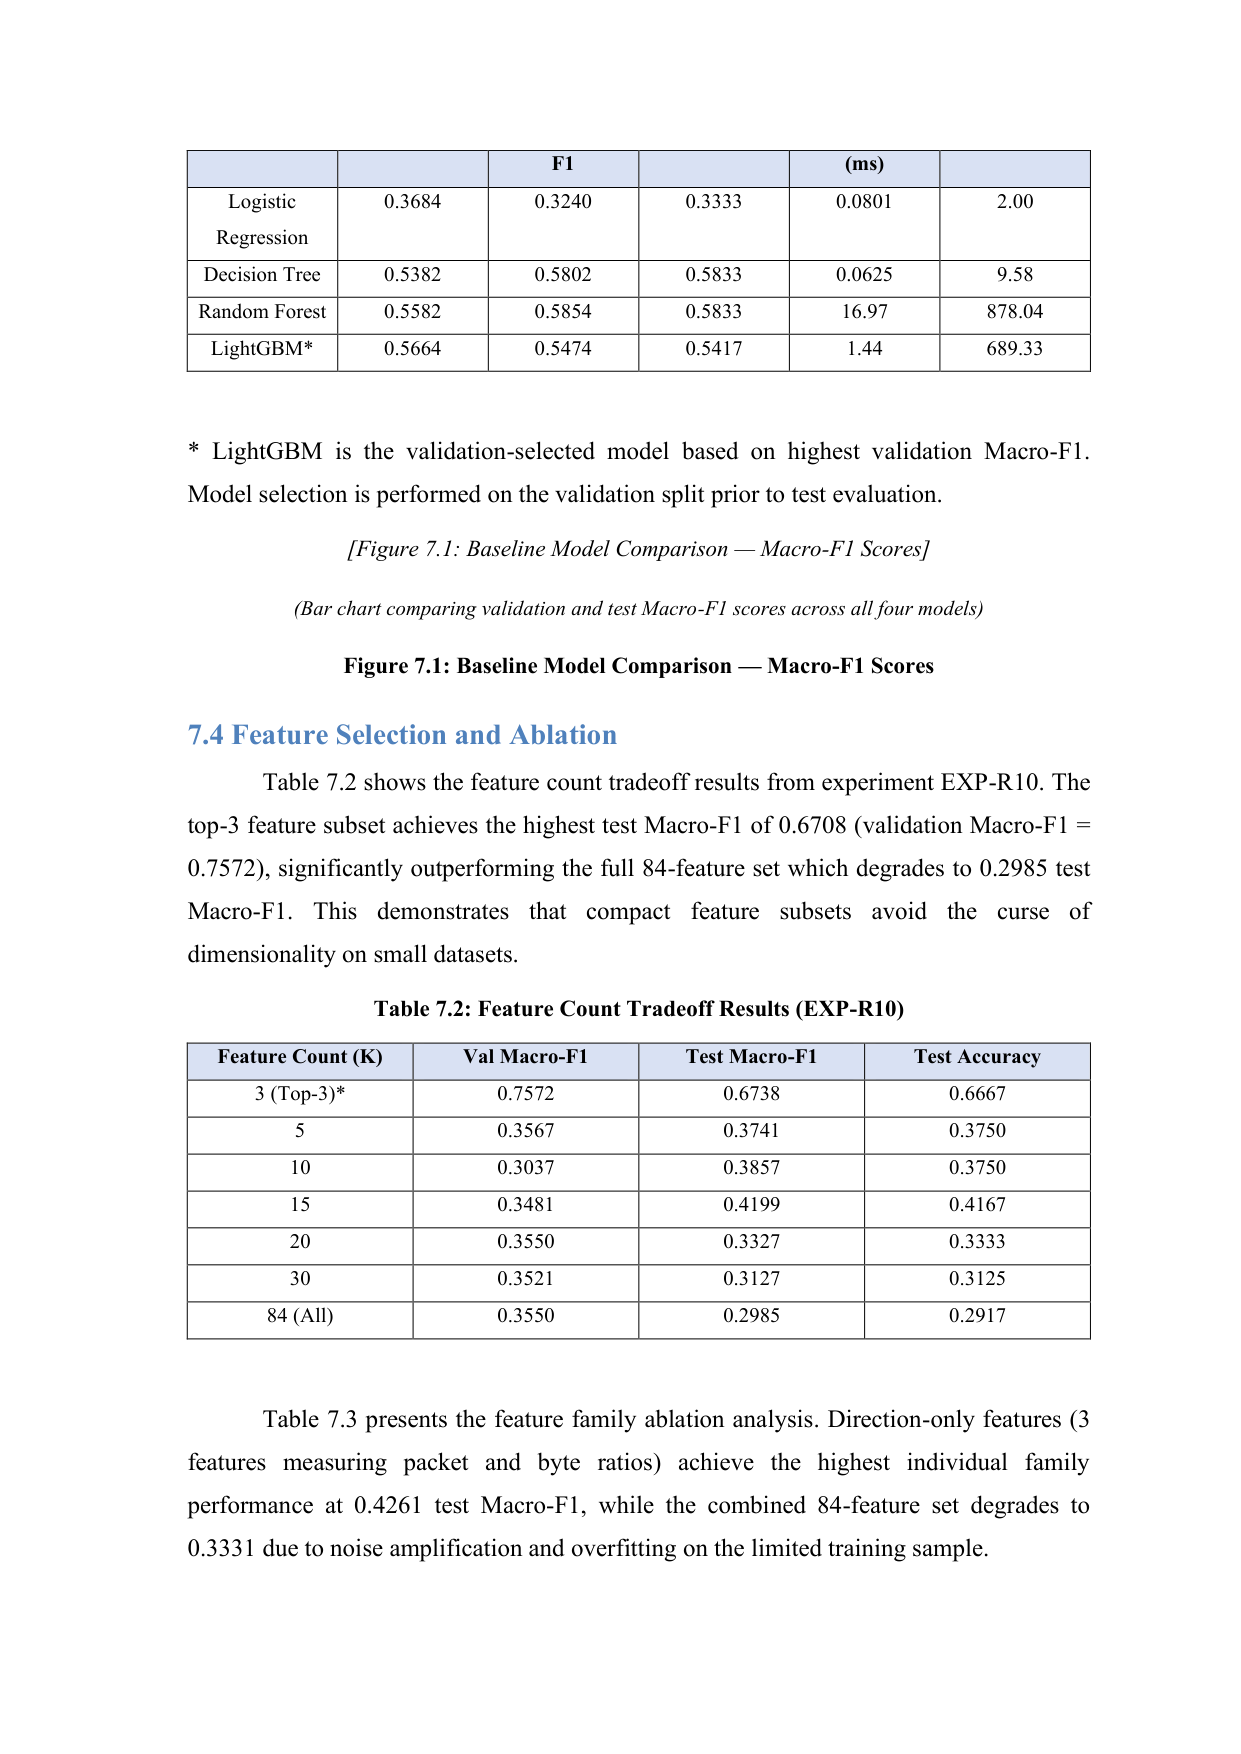 F1 (ms)
Logistic Regression 0.3684 0.3240 0.3333 0.0801 2.00
Decision Tree 0.5382 0.5802 0.5833 0.0625 9.58
Random Forest 0.5582 0.5854 0.5833 16.97 878.04
LightGBM* 0.5664 0.5474 0.5417 1.44 689.33
* LightGBM is the validation-selected model based on highest validation Macro-F1.
Model selection is performed on the validation split prior to test evaluation.
[Figure 7.1: Baseline Model Comparison — Macro-F1 Scores]
(Bar chart comparing validation and test Macro-F1 scores across all four models)
Figure 7.1: Baseline Model Comparison — Macro-F1 Scores
7.4 Feature Selection and Ablation
Table 7.2 shows the feature count tradeoff results from experiment EXP-R10. The
top-3 feature subset achieves the highest test Macro-F1 of 0.6708 (validation Macro-F1 =
0.7572), significantly outperforming the full 84-feature set which degrades to 0.2985 test
Macro-F1. This demonstrates that compact feature subsets avoid the curse of
dimensionality on small datasets.
Table 7.2: Feature Count Tradeoff Results (EXP-R10)
Feature Count (K) Val Macro-F1 Test Macro-F1 Test Accuracy
3 (Top-3)* 0.7572 0.6738 0.6667
5 0.3567 0.3741 0.3750
10 0.3037 0.3857 0.3750
15 0.3481 0.4199 0.4167
20 0.3550 0.3327 0.3333
30 0.3521 0.3127 0.3125
84 (All) 0.3550 0.2985 0.2917
Table 7.3 presents the feature family ablation analysis. Direction-only features (3
features measuring packet and byte ratios) achieve the highest individual family
performance at 0.4261 test Macro-F1, while the combined 84-feature set degrades to
0.3331 due to noise amplification and overfitting on the limited training sample.